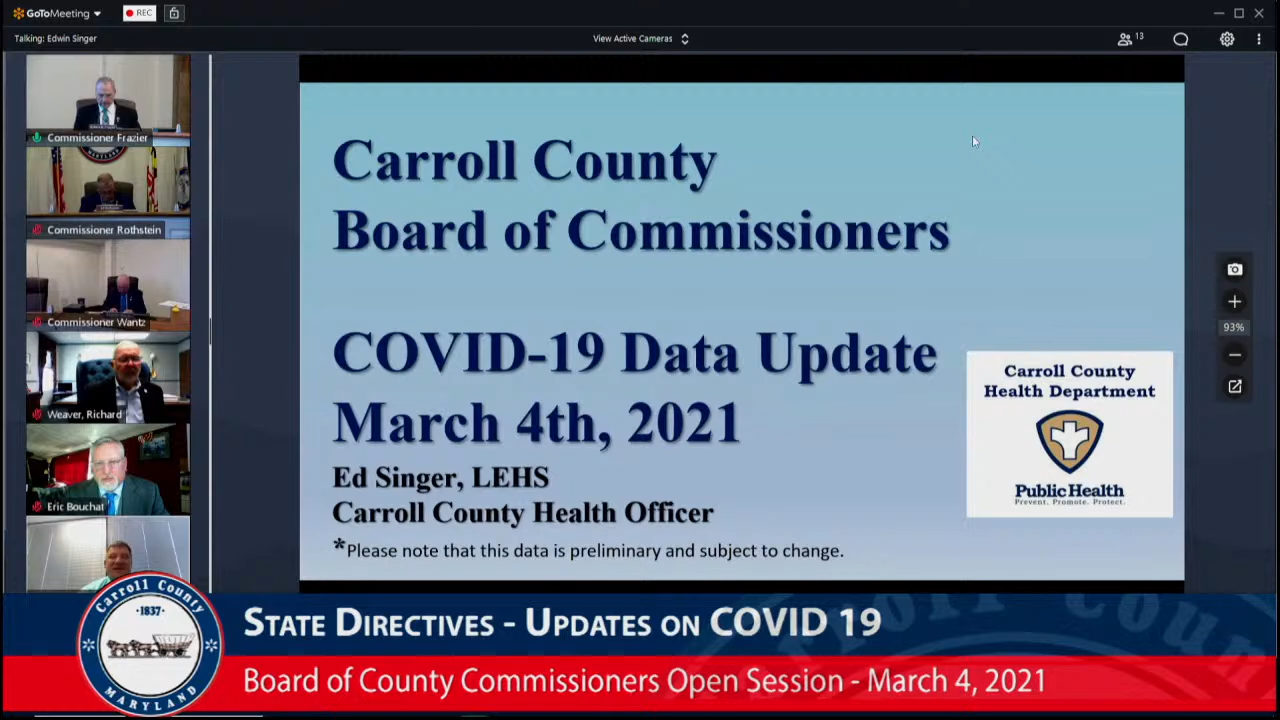 GoToMeeting
REC
Talking: Edwin Singer
View Active Cameras
13
Commissioner Frazier
Commissioner Rothstein
Commissioner Wantz
Weaver, Richard
Eric Bouchat
Carroll County
Board of Commissioners
COVID-19 Data Update
March 4th, 2021
Ed Singer, LEHS
Carroll County Health Officer
*Please note that this data is preliminary and subject to change.
Carroll County
Health Department
Public Health
Prevent. Promote. Protect.
93%
Carroll County
·1837·
MARYLAND
STATE DIRECTIVES - UPDATES ON COVID 19
Board of County Commissioners Open Session - March 4, 2021